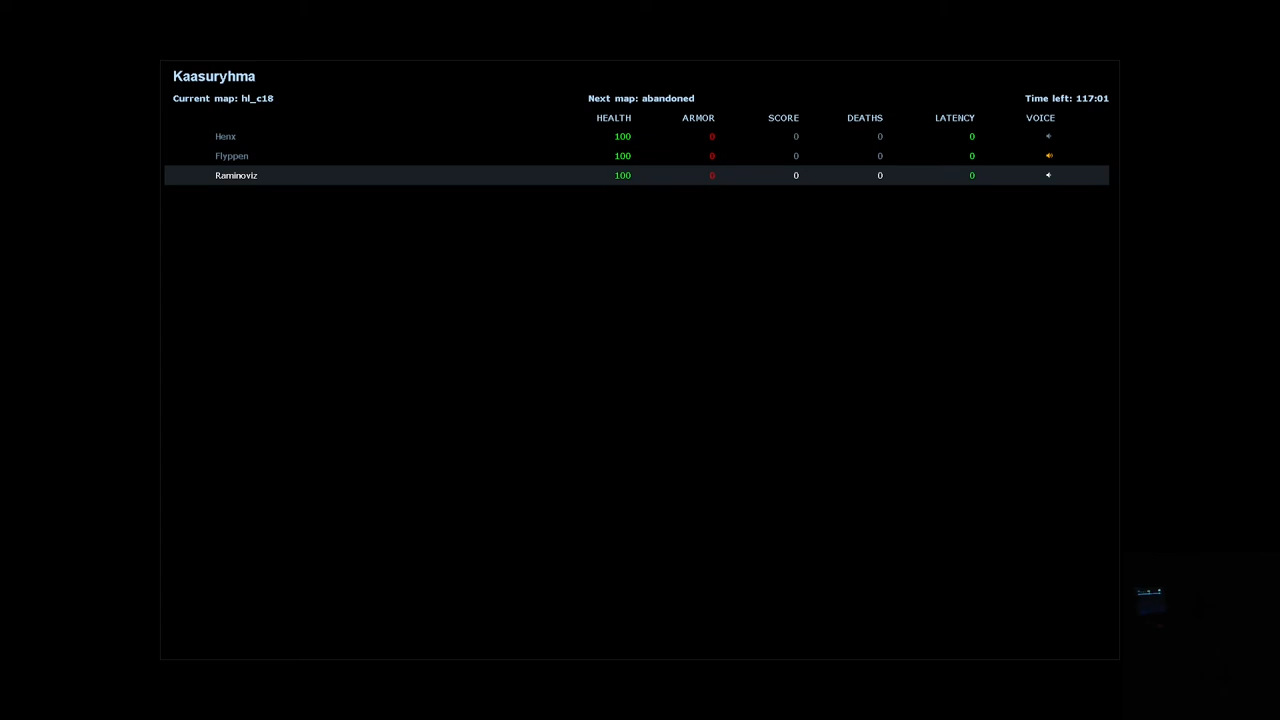 Kaasuryhma
Current map: hl_c18 Next map: abandoned Time left: 117:01
HEALTH ARMOR SCORE DEATHS LATENCY VOICE
Henx 100 0 0 0 0
Flyppen 100 0 0 0 0
Raminoviz 100 0 0 0 0